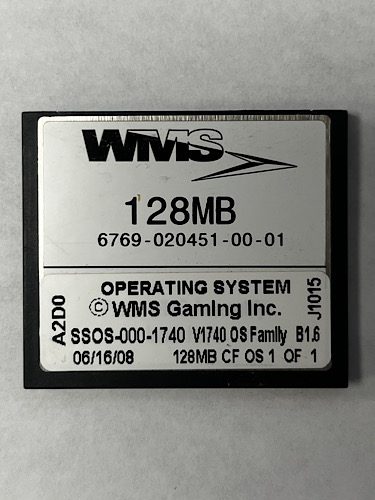 WMS
128MB
6769-020451-00-01
OPERATING SYSTEM
© WMS Gaming Inc.
SSOS-000-1740 V1740 OS Family B1.6
06/16/08 128MB CF OS 1 OF 1
A2D0
J1015